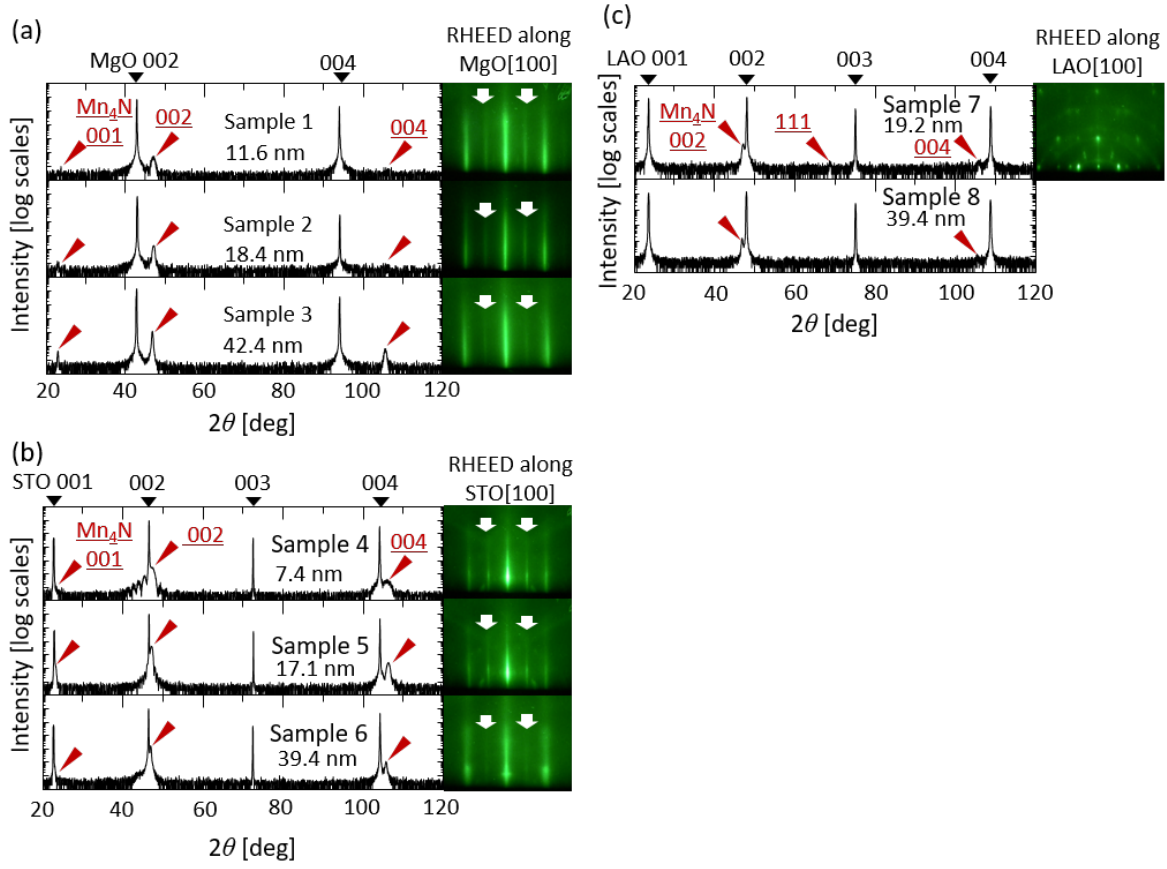 (a)
RHEED along
MgO[100]
MgO 002
004
Mn4N
001
002
004
Sample 1
11.6 nm
Sample 2
18.4 nm
Sample 3
42.4 nm
Intensity [log scales]
20 40 60 80 100 120
2θ [deg]
(b)
RHEED along
STO[100]
STO 001
002
003
004
Mn4N
001
002
004
Sample 4
7.4 nm
Sample 5
17.1 nm
Sample 6
39.4 nm
Intensity [log scales]
20 40 60 80 100 120
2θ [deg]
(c)
RHEED along
LAO[100]
LAO 001
002
003
004
Mn4N
002
111
004
Sample 7
19.2 nm
Sample 8
39.4 nm
Intensity [log scales]
20 40 60 80 100 120
2θ [deg]